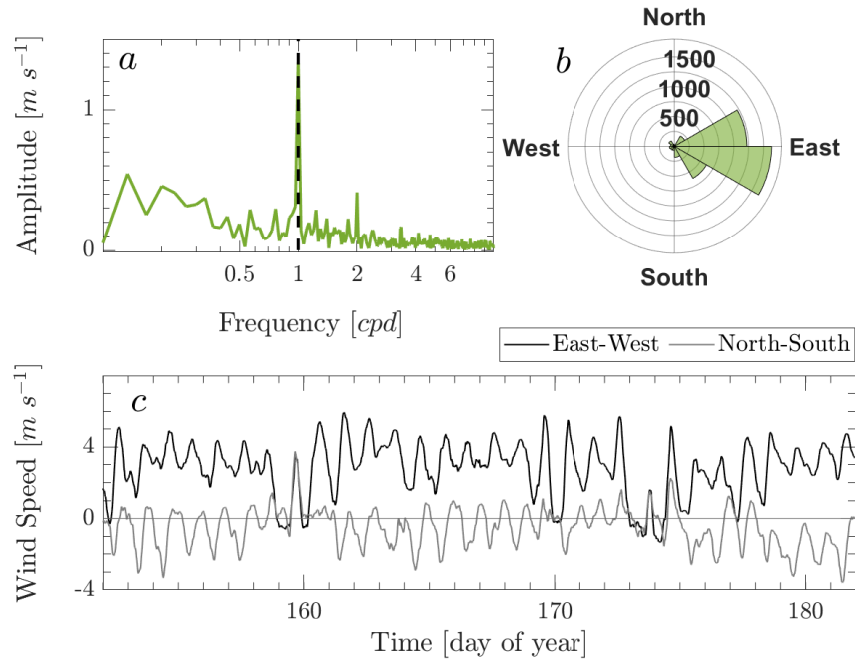 a
Amplitude [m s⁻¹]
1
0
0.5
1
2
4
6
Frequency [cpd]
b
North
1500
1000
500
West
East
South
East-West
North-South
c
Wind Speed [m s⁻¹]
4
0
-4
160
170
180
Time [day of year]